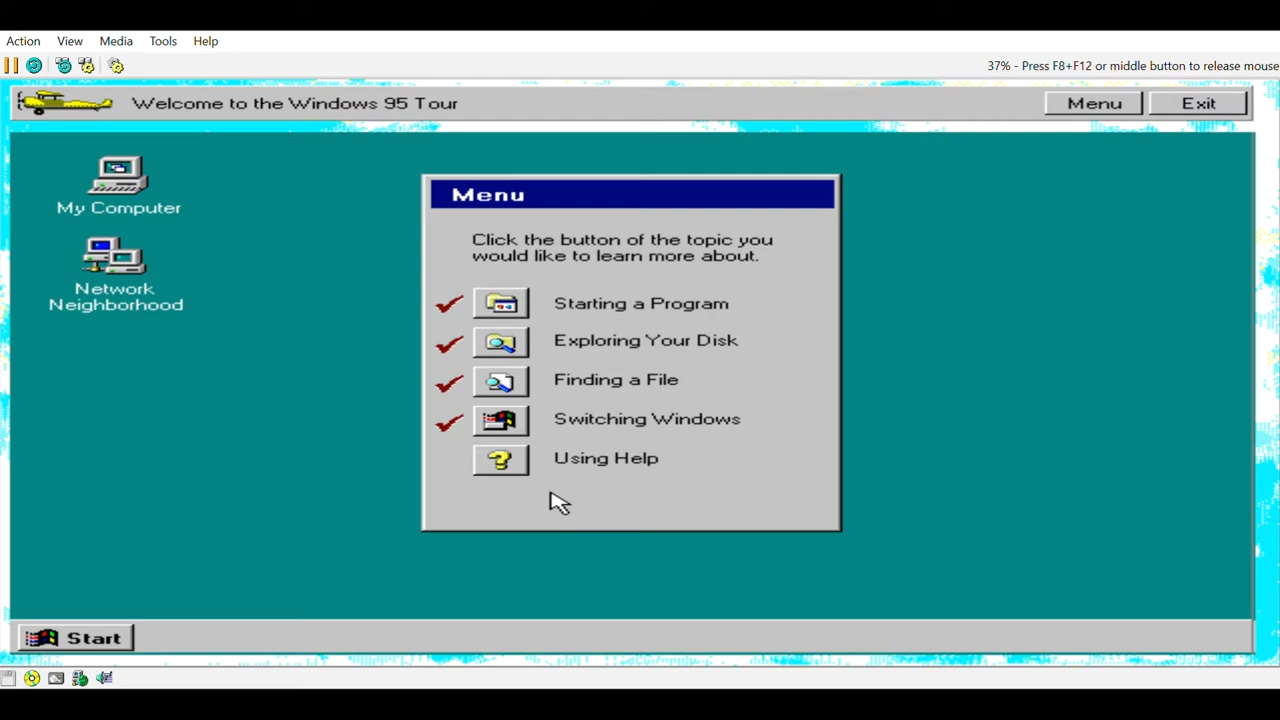 Action View Media Tools Help
37% - Press F8+F12 or middle button to release mouse
Welcome to the Windows 95 Tour
Menu Exit
My Computer
Network
Neighborhood
Menu
Click the button of the topic you
would like to learn more about.
Starting a Program
Exploring Your Disk
Finding a File
Switching Windows
Using Help
Start